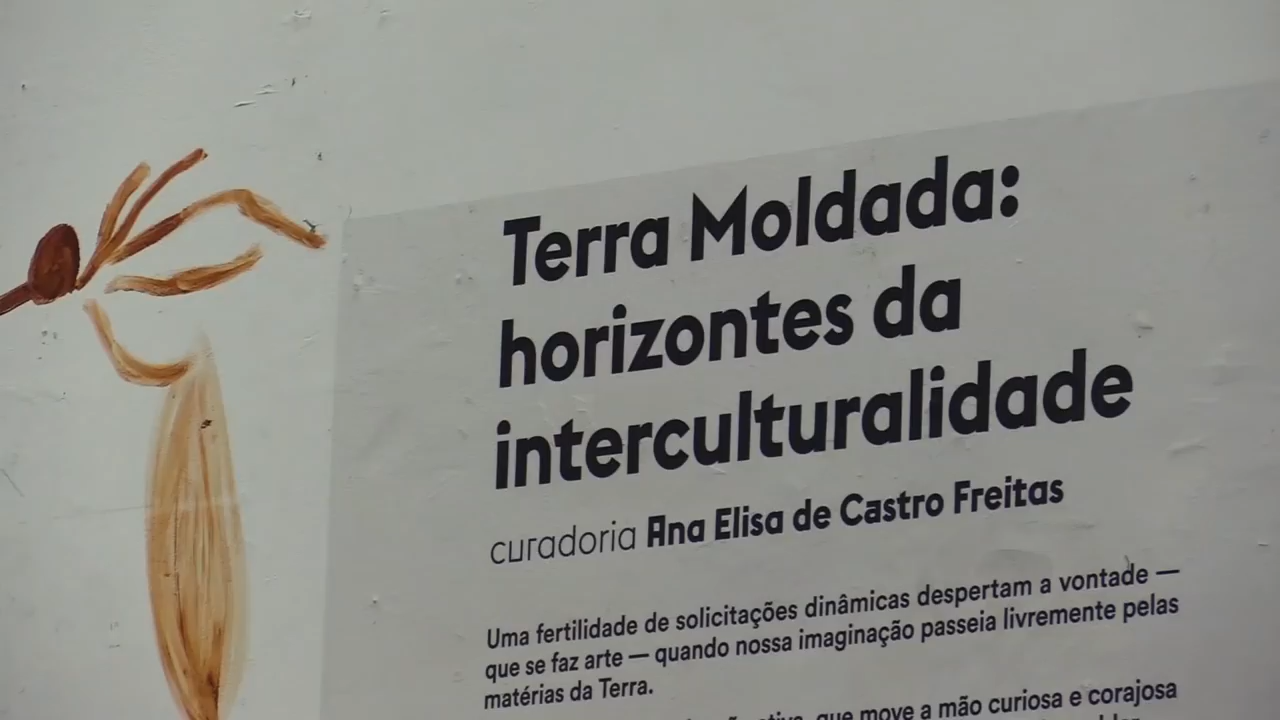 Terra Moldada:
horizontes da
interculturalidade
curadoria Ana Elisa de Castro Freitas
Uma fertilidade de solicitações dinâmicas despertam a vontade —
que se faz arte — quando nossa imaginação passeia livremente pelas
matérias da Terra.
que move a mão curiosa e corajosa